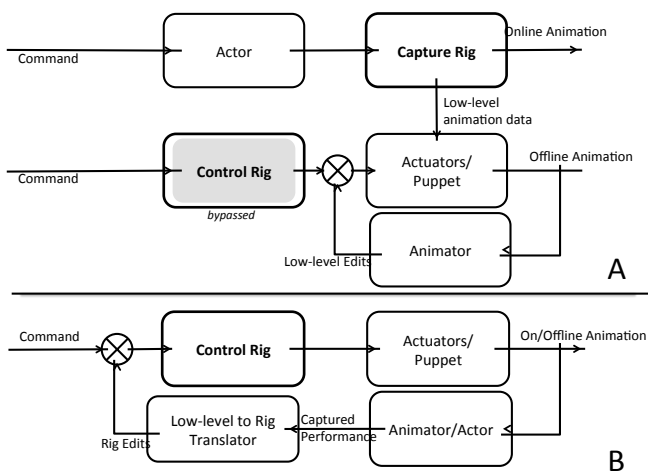 Online Animation
Command
Actor
Capture Rig
Low-level
animation data
Command
Control Rig
bypassed
Actuators/
Puppet
Offline Animation
Low-level Edits
Animator
A
Command
Control Rig
Actuators/
Puppet
On/Offline Animation
Rig Edits
Low-level to Rig
Translator
Captured
Performance
Animator/Actor
B